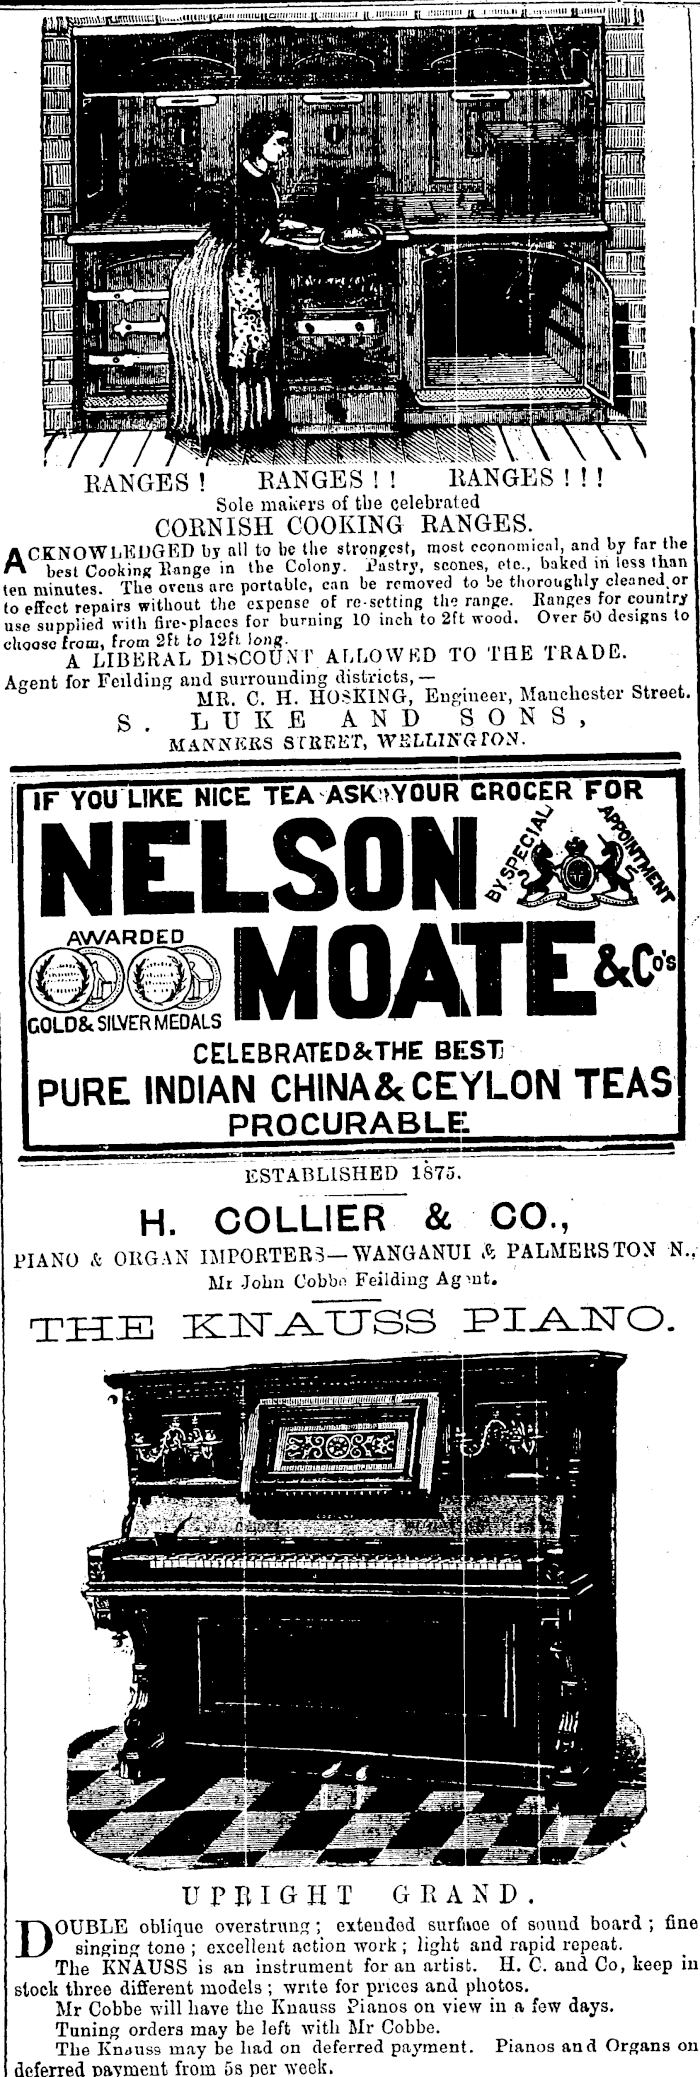 RANGES ! RANGES ! ! RANGES ! ! !
Sole makers of the celebrated
CORNISH COOKING RANGES.
ACKNOWLEDGED by all to be the strongest, most economical, and by far the
best Cooking Range in the Colony. Pastry, scones, etc., baked in less than
ten minutes. The ovens are portable, can be removed to be thoroughly cleaned or
to effect repairs without the expense of re-setting the range. Ranges for country
use supplied with fire-places for burning 10 inch to 2ft wood. Over 50 designs to
choose from, from 2ft to 12ft long.
A LIBERAL DISCOUNT ALLOWED TO THE TRADE.
Agent for Feilding and surrounding districts,—
MR. C. H. HOSKING, Engineer, Manchester Street.
S. LUKE AND SONS,
MANNERS STREET, WELLINGTON.
IF YOU LIKE NICE TEA ASK YOUR GROCER FOR
NELSON
BY SPECIAL APPOINTMENT
AWARDED
MOATE & Co's
GOLD & SILVER MEDALS
CELEBRATED & THE BEST
PURE INDIAN CHINA & CEYLON TEAS
PROCURABLE
ESTABLISHED 1875.
H. COLLIER & CO.,
PIANO & ORGAN IMPORTERS—WANGANUI & PALMERSTON N.,
Mr John Cobbe Feilding Agent.
THE KNAUSS PIANO.
UPRIGHT GRAND.
DOUBLE oblique overstrung ; extended surface of sound board ; fine
singing tone ; excellent action work ; light and rapid repeat.
The KNAUSS is an instrument for an artist. H. C. and Co, keep in
stock three different models ; write for prices and photos.
Mr Cobbe will have the Knauss Pianos on view in a few days.
Tuning orders may be left with Mr Cobbe.
The Knauss may be had on deferred payment. Pianos and Organs on
deferred payment from 5s per week.